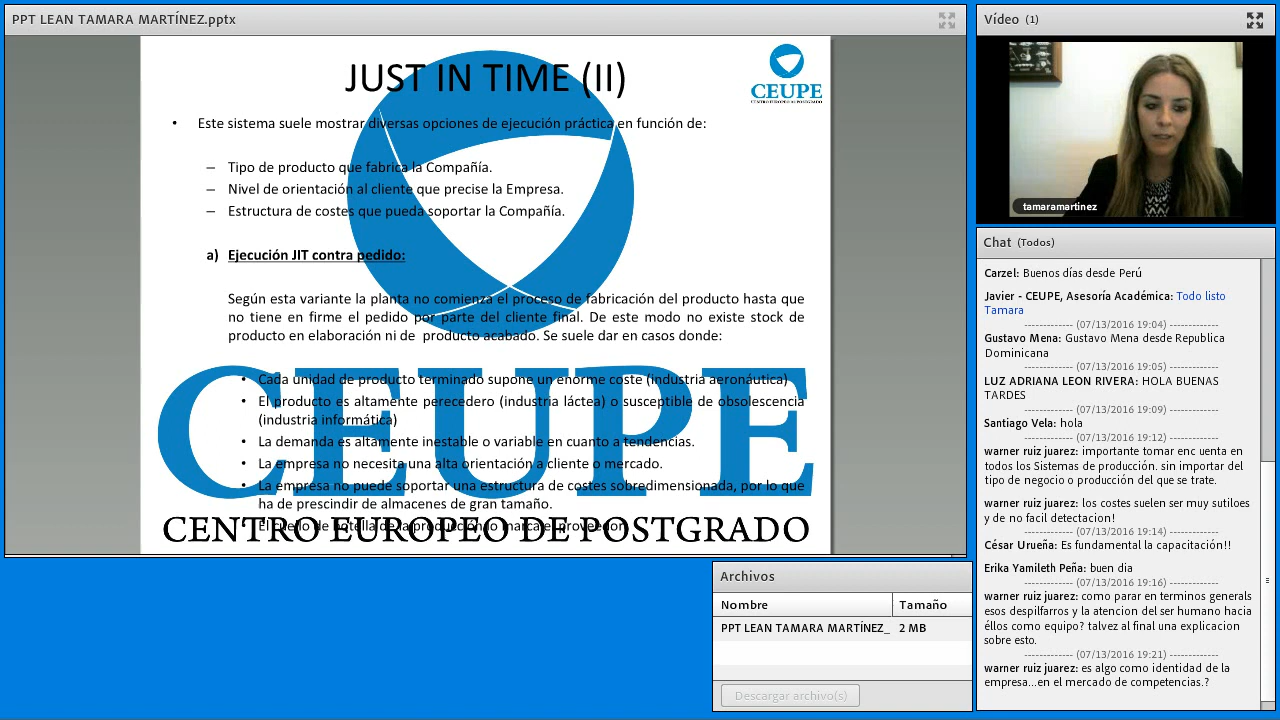 PPT LEAN TAMARA MARTÍNEZ.pptx
JUST IN TIME (II)
CEUPE
CENTRO EUROPEO DE POSTGRADO
• Este sistema suele mostrar diversas opciones de ejecución práctica en función de:
– Tipo de producto que fabrica la Compañía.
– Nivel de orientación al cliente que precise la Empresa.
– Estructura de costes que pueda soportar la Compañía.
a) Ejecución JIT contra pedido:
Según esta variante la planta no comienza el proceso de fabricación del producto hasta que
no tiene en firme el pedido por parte del cliente final. De este modo no existe stock de
producto en elaboración ni de producto acabado. Se suele dar en casos donde:
• Cada unidad de producto terminado supone un enorme coste (industria aeronáutica)
• El producto es altamente perecedero (industria láctea) o susceptible de obsolescencia
(industria informática)
• La demanda es altamente inestable o variable en cuanto a tendencias.
• La empresa no necesita una alta orientación a cliente o mercado.
• La empresa no puede soportar una estructura de costes sobredimensionada, por lo que
ha de prescindir de almacenes de gran tamaño.
• El cuello de botella de la producción lo marca el proveedor.
CEUPE
CENTRO EUROPEO DE POSTGRADO
Vídeo (1)
tamaramartinez
Chat (Todos)
Carzel: Buenos días desde Perú
Javier - CEUPE, Asesoría Académica: Todo listo
Tamara
------------- (07/13/2016 19:04) -------------
Gustavo Mena: Gustavo Mena desde Republica
Dominicana
------------- (07/13/2016 19:05) -------------
LUZ ADRIANA LEON RIVERA: HOLA BUENAS
TARDES
------------- (07/13/2016 19:09) -------------
Santiago Vela: hola
------------- (07/13/2016 19:12) -------------
warner ruiz juarez: importante tomar enc uenta en
todos los Sistemas de producción. sin importar del
tipo de negocio o producción del que se trate.
warner ruiz juarez: los costes suelen ser muy sutiloes
y de no facil detectacion!
------------- (07/13/2016 19:14) -------------
César Urueña: Es fundamental la capacitación!!
Erika Yamileth Peña: buen dia
------------- (07/13/2016 19:16) -------------
warner ruiz juarez: como parar en terminos generals
esos despilfarros y la atencion del ser humano hacia
éllos como equipo? talvez al final una explicacion
sobre esto.
------------- (07/13/2016 19:21) -------------
warner ruiz juarez: es algo como identidad de la
empresa...en el mercado de competencias.?
Archivos
Nombre Tamaño
PPT LEAN TAMARA MARTÍNEZ_ 2 MB
Descargar archivo(s)